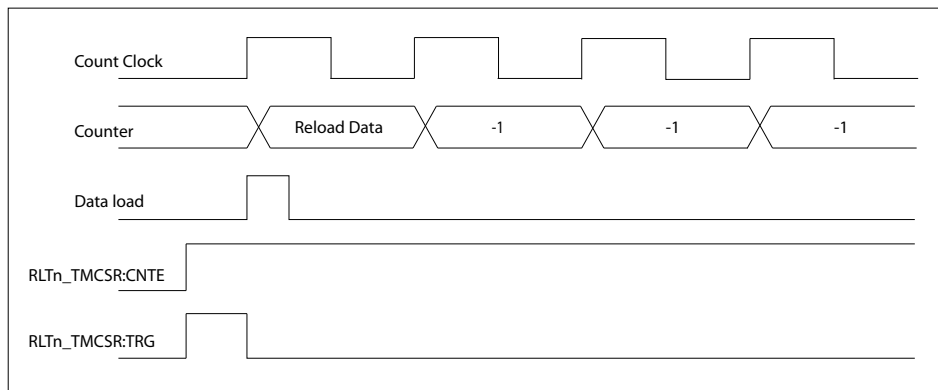 Count Clock
Counter
Reload Data
-1
-1
-1
Data load
RLTn_TMCSR:CNTE
RLTn_TMCSR:TRG